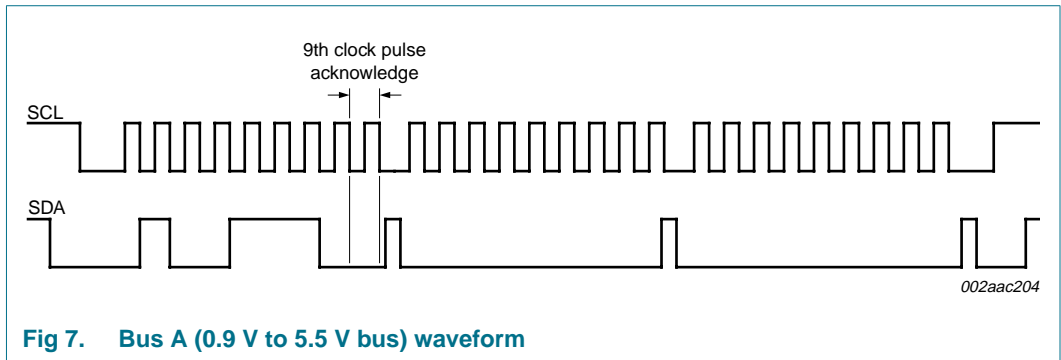 9th clock pulse
acknowledge
SCL
SDA
002aac204
Fig 7. Bus A (0.9 V to 5.5 V bus) waveform